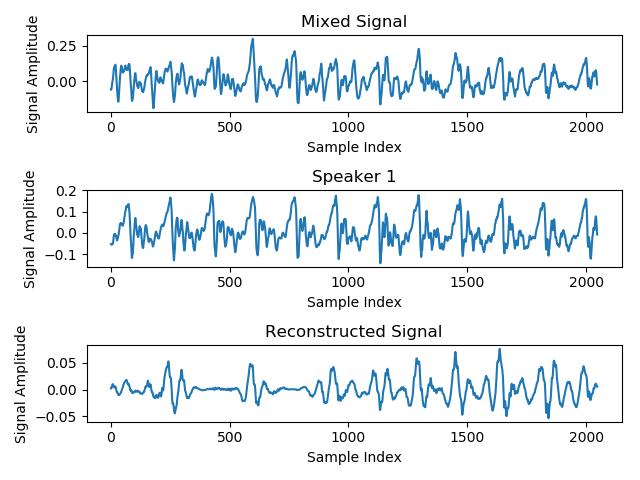 Mixed Signal
Signal Amplitude
0.25
0.00
0
500
1000
1500
2000
Sample Index
Speaker 1
Signal Amplitude
0.2
0.1
0.0
−0.1
0
500
1000
1500
2000
Sample Index
Reconstructed Signal
Signal Amplitude
0.05
0.00
−0.05
0
500
1000
1500
2000
Sample Index